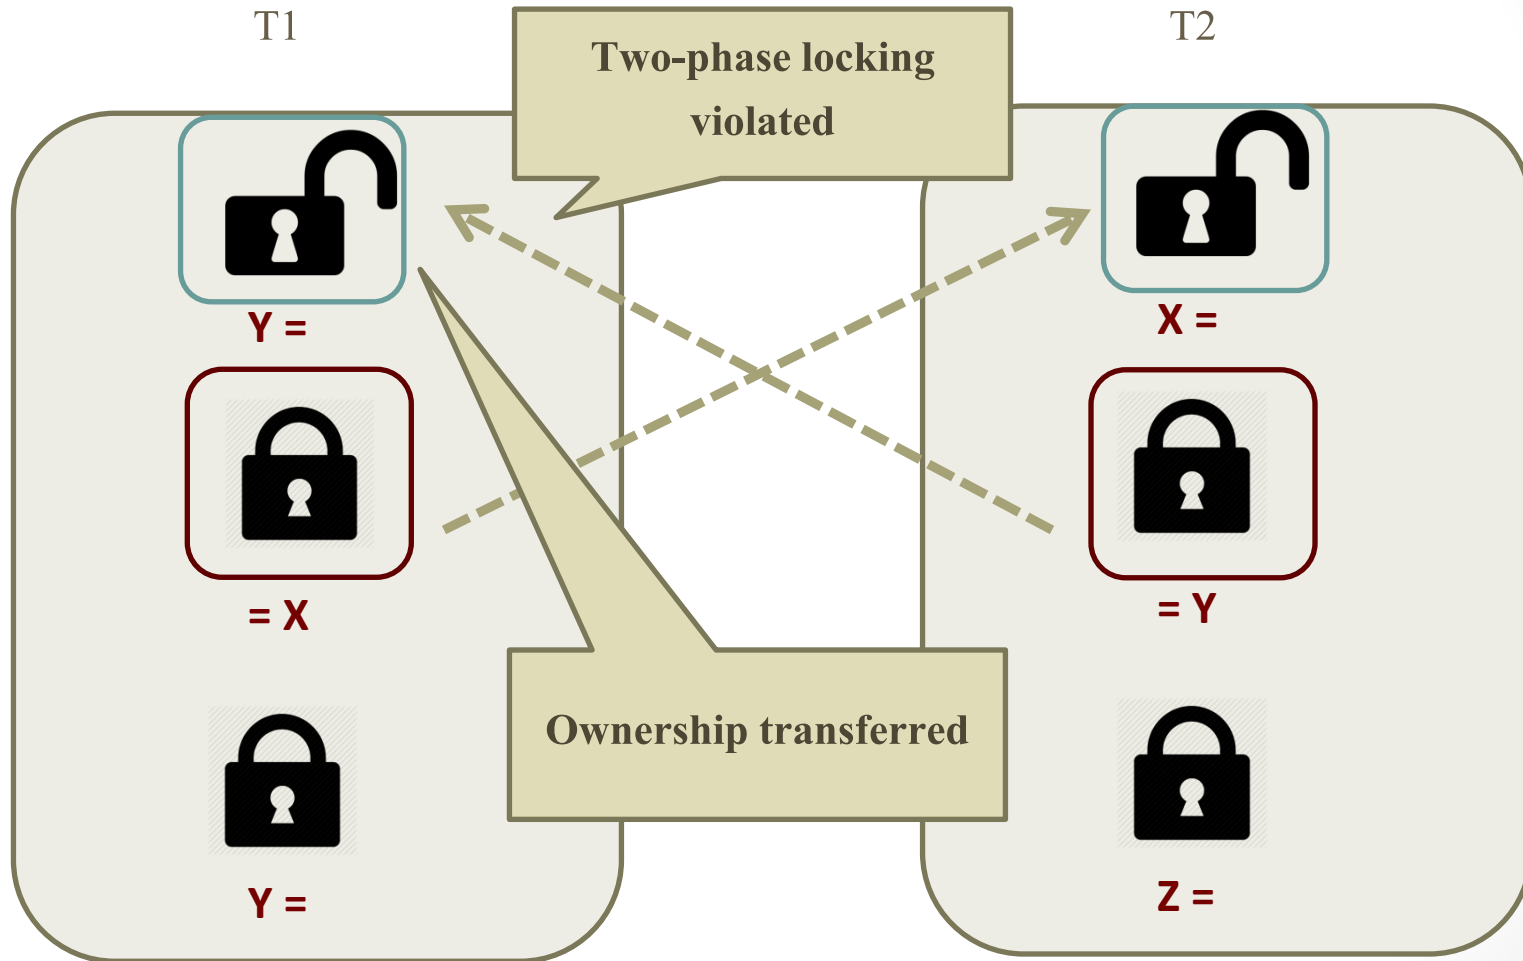 T1
T2
Two-phase locking
violated
Y =
X =
= X
= Y
Ownership transferred
Y =
Z =